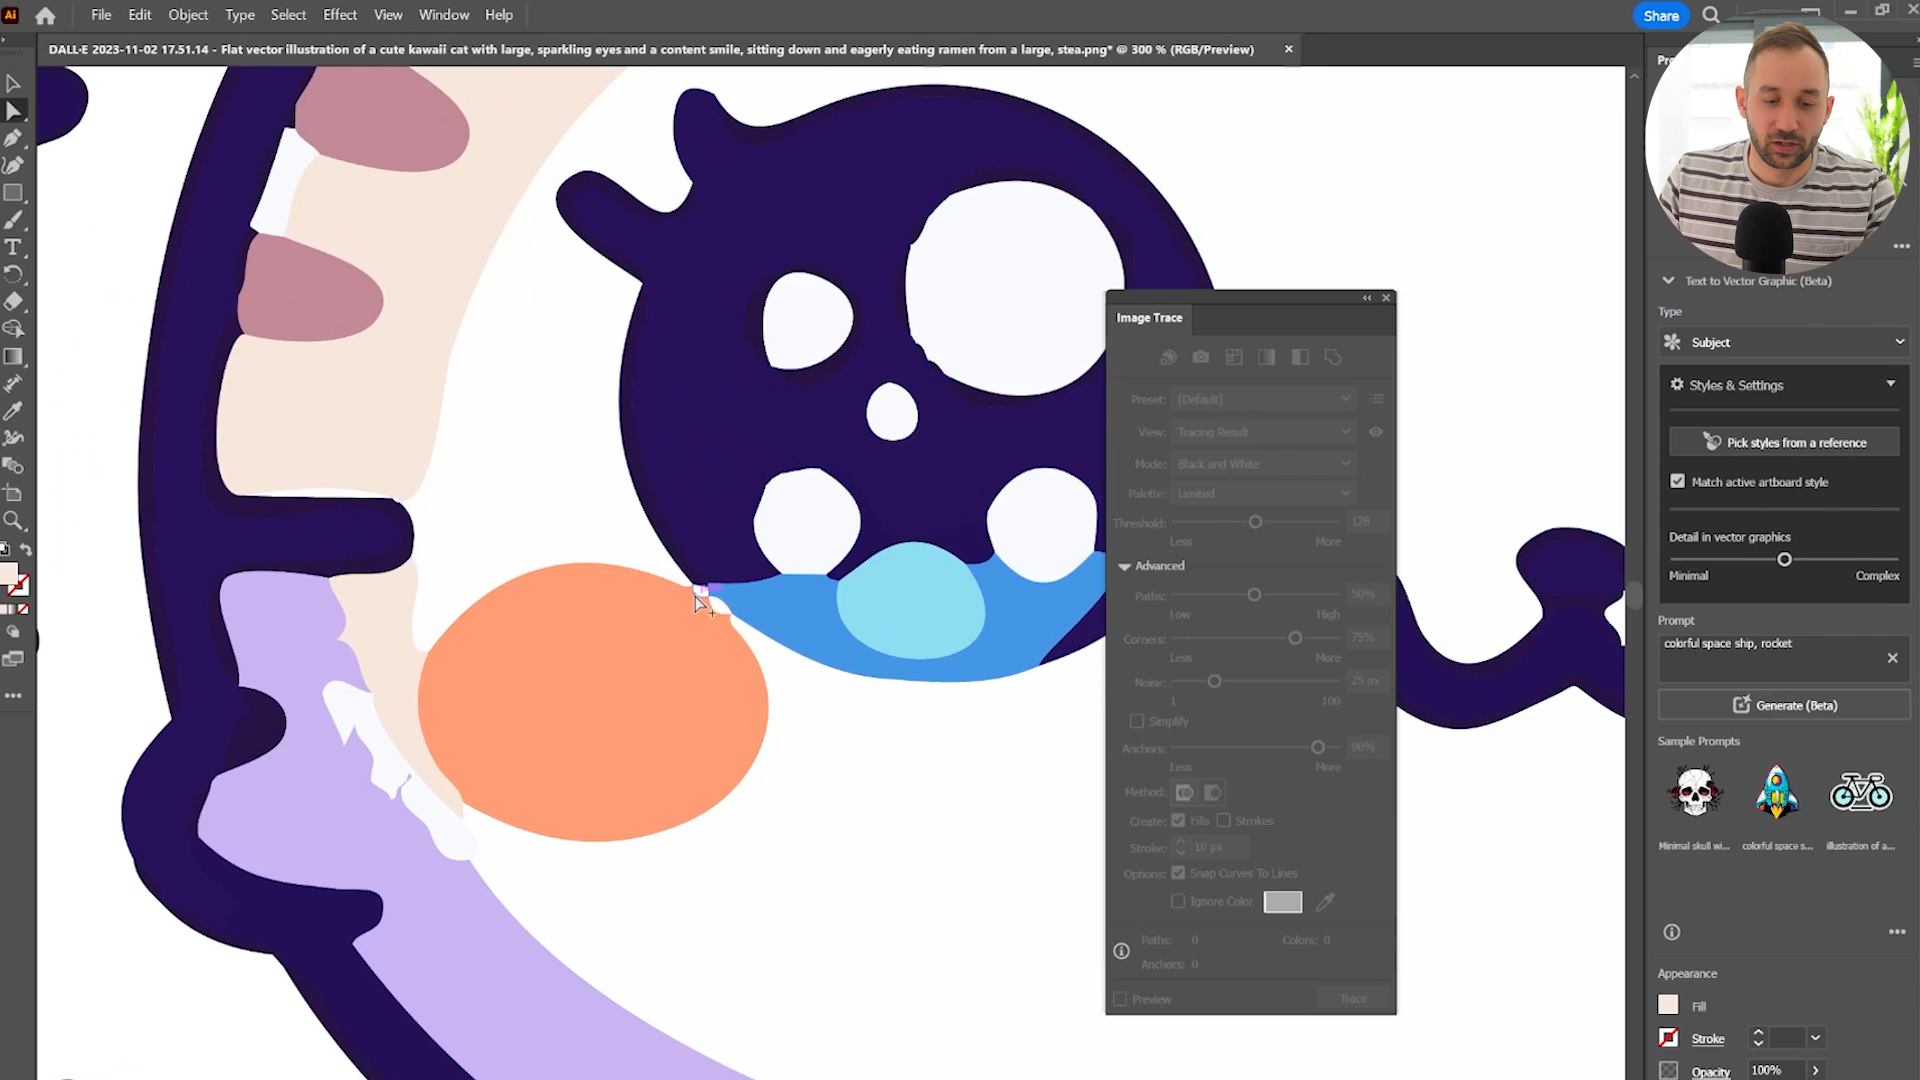 Ai File Edit Object Type Select Effect View Window Help Share
DALL·E 2023-11-02 17.51.14 - Flat vector illustration of a cute kawaii cat with large, sparkling eyes and a content smile, sitting down and eagerly eating ramen from a large, stea.png* @ 300 % (RGB/Preview)
Image Trace
Preset: [Default]
View: Tracing Result
Mode: Black and White
Palette: Limited
Threshold: 128
Less More
Advanced
Paths: 50%
Low High
Corners: 75%
Less More
Noise: 25 px
1 100
Simplify
Anchors: 90%
Less More
Method:
Create: Fills Strokes
Stroke: 10 px
Options: Snap Curves To Lines
Ignore Color
Paths: 0 Colors: 0
Anchors: 0
Preview Trace
Text to Vector Graphic (Beta)
Type
Subject
Styles & Settings
Pick styles from a reference
Match active artboard style
Detail in vector graphics
Minimal Complex
Prompt
colorful space ship, rocket
Generate (Beta)
Sample Prompts
Minimal skull wi... colorful space s... illustration of a...
Appearance
Fill
Stroke
Opacity 100%